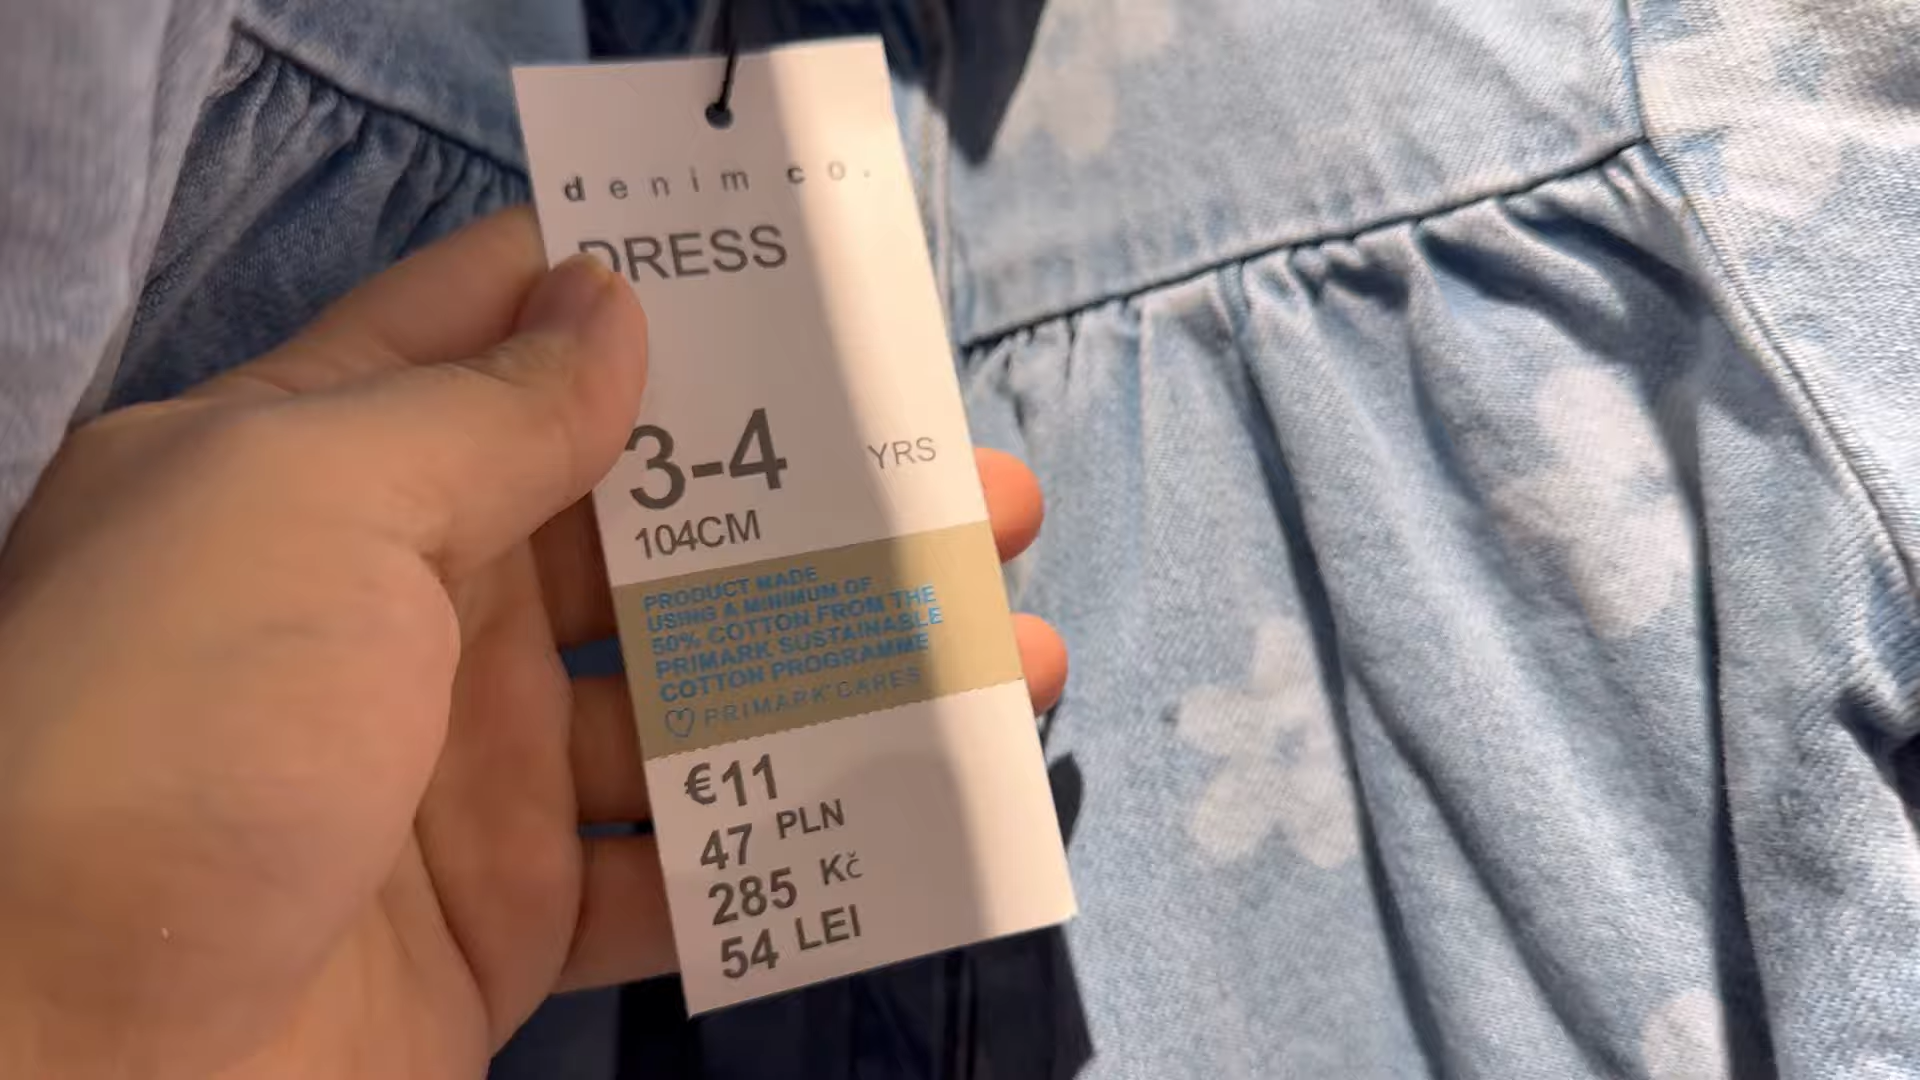 denim co.
DRESS
3-4 YRS
104CM
PRODUCT MADE
USING A MINIMUM OF
50% COTTON FROM THE
PRIMARK SUSTAINABLE
COTTON PROGRAMME
PRIMARK CARES
€11
47 PLN
285 Kč
54 LEI